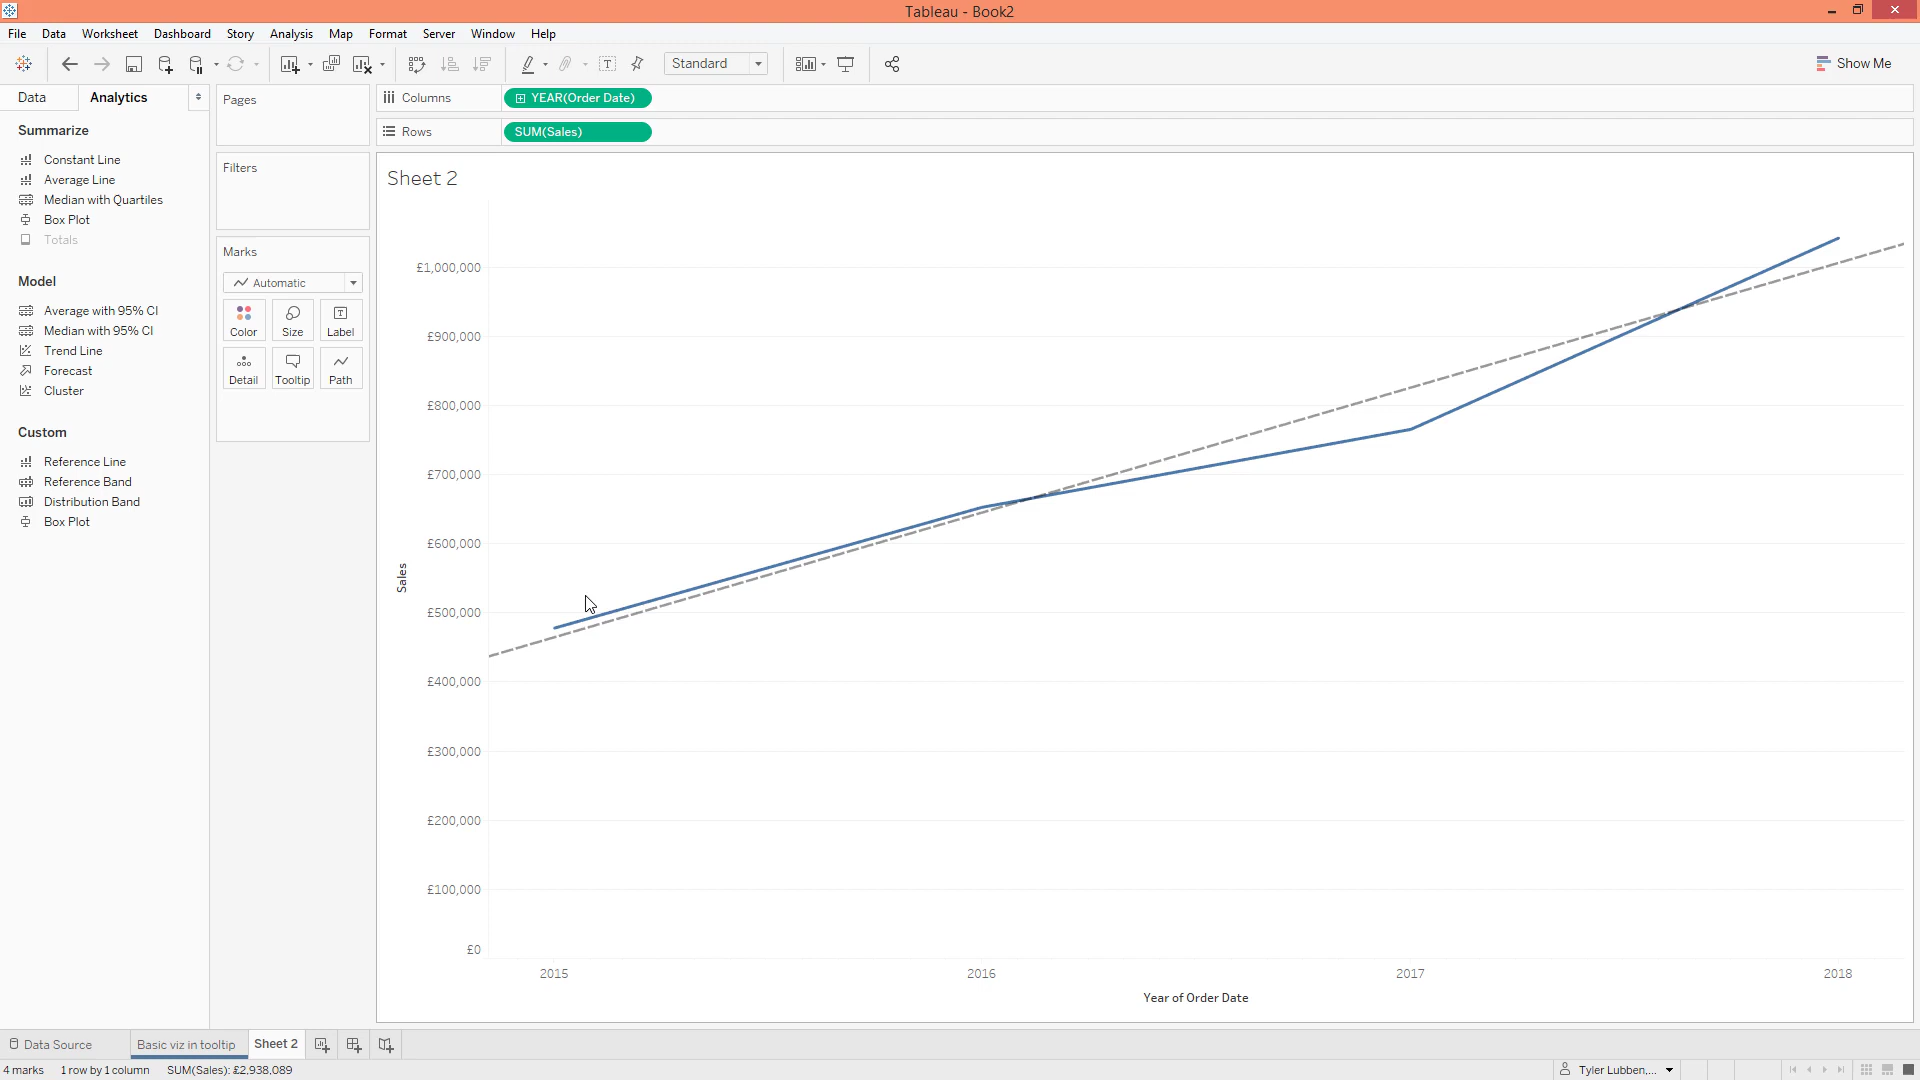 Tableau - Book2
File Data Worksheet Dashboard Story Analysis Map Format Server Window Help
Standard
Show Me
Data Analytics
Summarize
Constant Line
Average Line
Median with Quartiles
Box Plot
Totals
Model
Average with 95% CI
Median with 95% CI
Trend Line
Forecast
Cluster
Custom
Reference Line
Reference Band
Distribution Band
Box Plot
Pages
Filters
Marks
Automatic
Color Size Label
Detail Tooltip Path
Columns YEAR(Order Date)
Rows SUM(Sales)
Sheet 2
£1,000,000
£900,000
£800,000
£700,000
£600,000
£500,000
£400,000
£300,000
£200,000
£100,000
£0
Sales
2015 2016 2017 2018
Year of Order Date
Data Source Basic viz in tooltip Sheet 2
4 marks 1 row by 1 column SUM(Sales): £2,938,089 Tyler Lubben,...